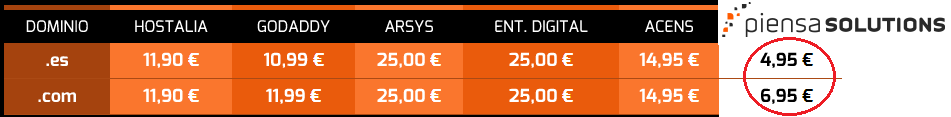 DOMINIO HOSTALIA GODADDY ARSYS ENT. DIGITAL ACENS piensa SOLUTIONS
.es 11,90 € 10,99 € 25,00 € 25,00 € 14,95 € 4,95 €
.com 11,90 € 11,99 € 25,00 € 25,00 € 14,95 € 6,95 €